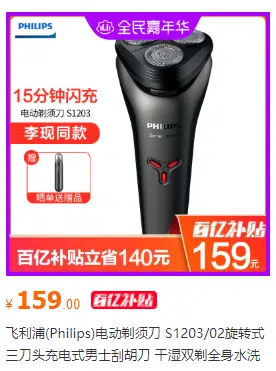 PHILIPS
全民嘉年华
15分钟闪充
电动剃须刀 S1203
李现同款
赠
晒单送赠品
PHILIPS
百亿补贴
百亿补贴立省140元
159元
¥159.00 百亿补贴
飞利浦(Philips)电动剃须刀 S1203/02旋转式
三刀头充电式男士刮胡刀 干湿双剃全身水洗